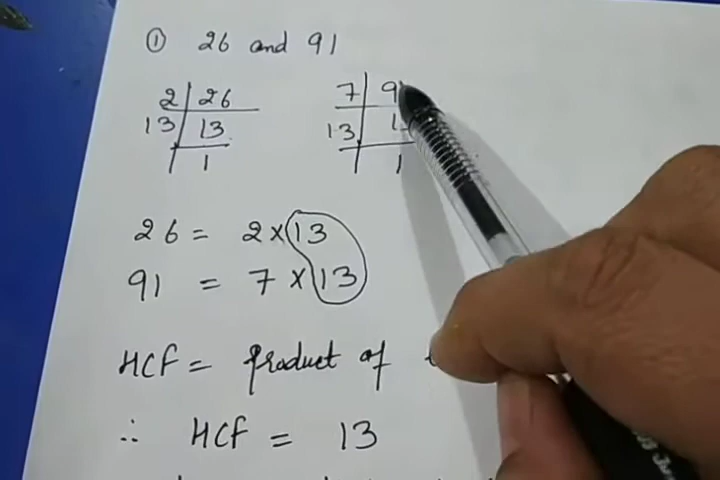 ① 26 and 91
2 | 26 7 | 9
13 | 13 13 | 1
1 1
26 = 2 × 13
91 = 7 × 13
HCF = product of
∴ HCF = 13